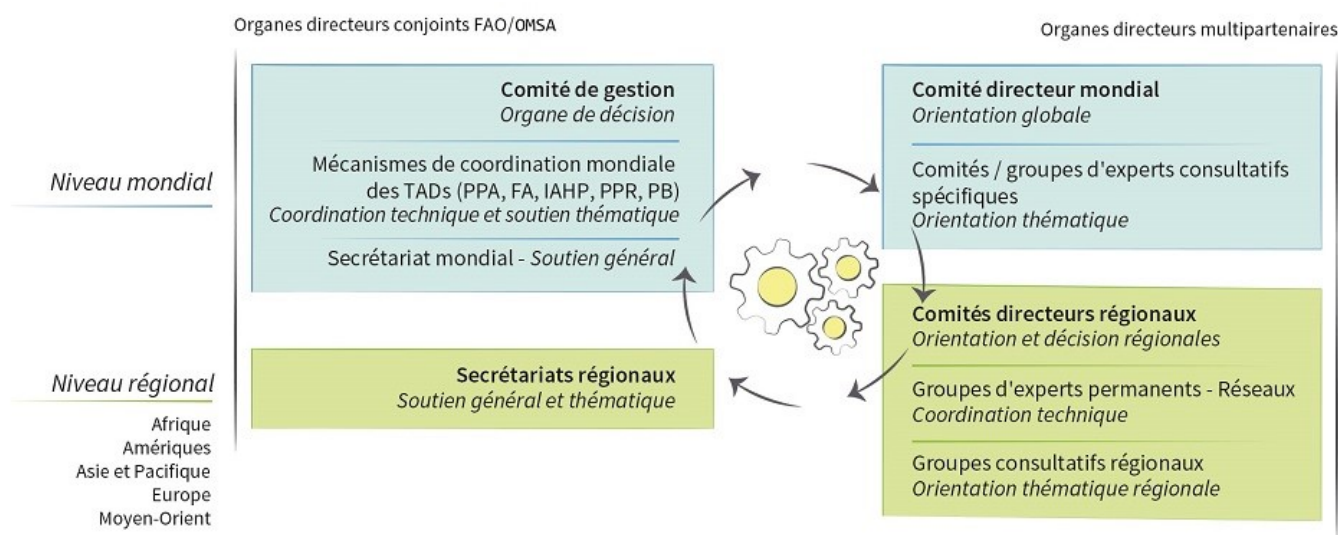 Organes directeurs conjoints FAO/OMSA
Organes directeurs multipartenaires
Niveau mondial
Comité de gestion
Organe de décision
Mécanismes de coordination mondiale
des TADs (PPA, FA, IAHP, PPR, PB)
Coordination technique et soutien thématique
Secrétariat mondial - Soutien général
Comité directeur mondial
Orientation globale
Comités / groupes d'experts consultatifs
spécifiques
Orientation thématique
Niveau régional
Afrique
Amériques
Asie et Pacifique
Europe
Moyen-Orient
Secrétariats régionaux
Soutien général et thématique
Comités directeurs régionaux
Orientation et décision régionales
Groupes d'experts permanents - Réseaux
Coordination technique
Groupes consultatifs régionaux
Orientation thématique régionale